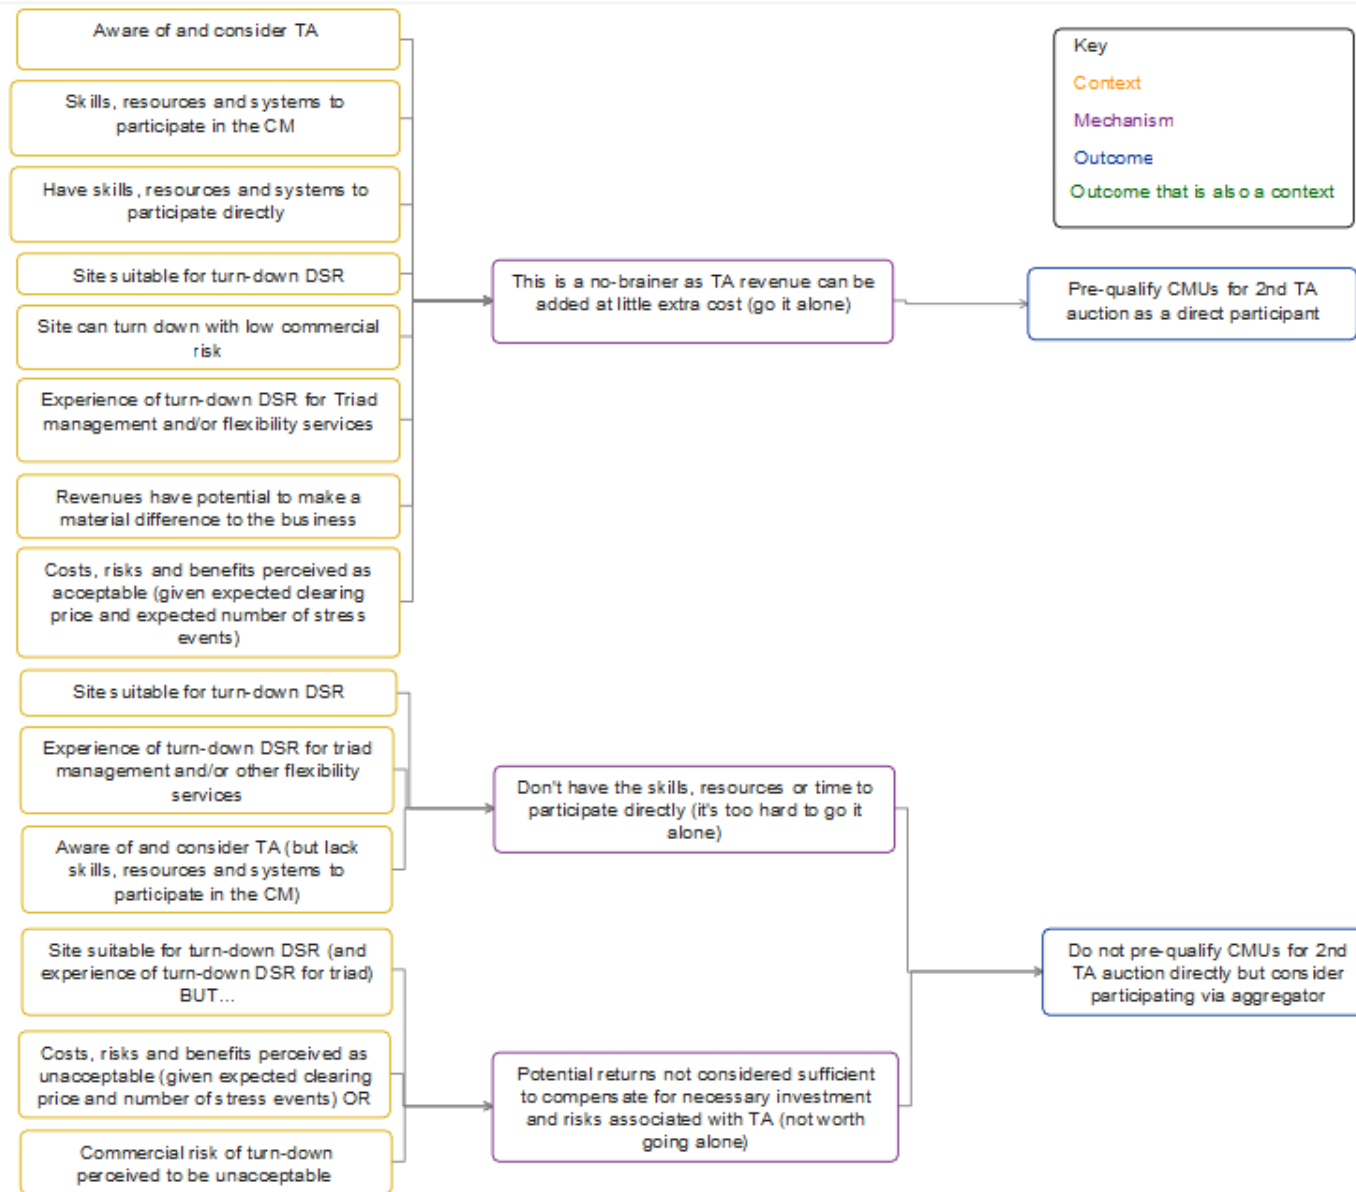 Aware of and consider TA
Skills, resources and systems to
participate in the CM
Have skills, resources and systems to
participate directly
Site suitable for turn-down DSR
Site can turn down with low commercial
risk
Experience of turn-down DSR for Triad
management and/or flexibility services
Revenues have potential to make a
material difference to the business
Costs, risks and benefits perceived as
acceptable (given expected clearing
price and expected number of stress
events)
This is a no-brainer as TA revenue can be
added at little extra cost (go it alone)
Pre-qualify CMUs for 2nd TA
auction as a direct participant
Key
Context
Mechanism
Outcome
Outcome that is also a context
Site suitable for turn-down DSR
Experience of turn-down DSR for triad
management and/or other flexibility
services
Aware of and consider TA (but lack
skills, resources and systems to
participate in the CM)
Don't have the skills, resources or time to
participate directly (it's too hard to go it
alone)
Site suitable for turn-down DSR (and
experience of turn-down DSR for triad)
BUT...
Costs, risks and benefits perceived as
unacceptable (given expected clearing
price and number of stress events) OR
Commercial risk of turn-down
perceived to be unacceptable
Potential returns not considered sufficient
to compensate for necessary investment
and risks associated with TA (not worth
going alone)
Do not pre-qualify CMUs for 2nd
TA auction directly but consider
participating via aggregator